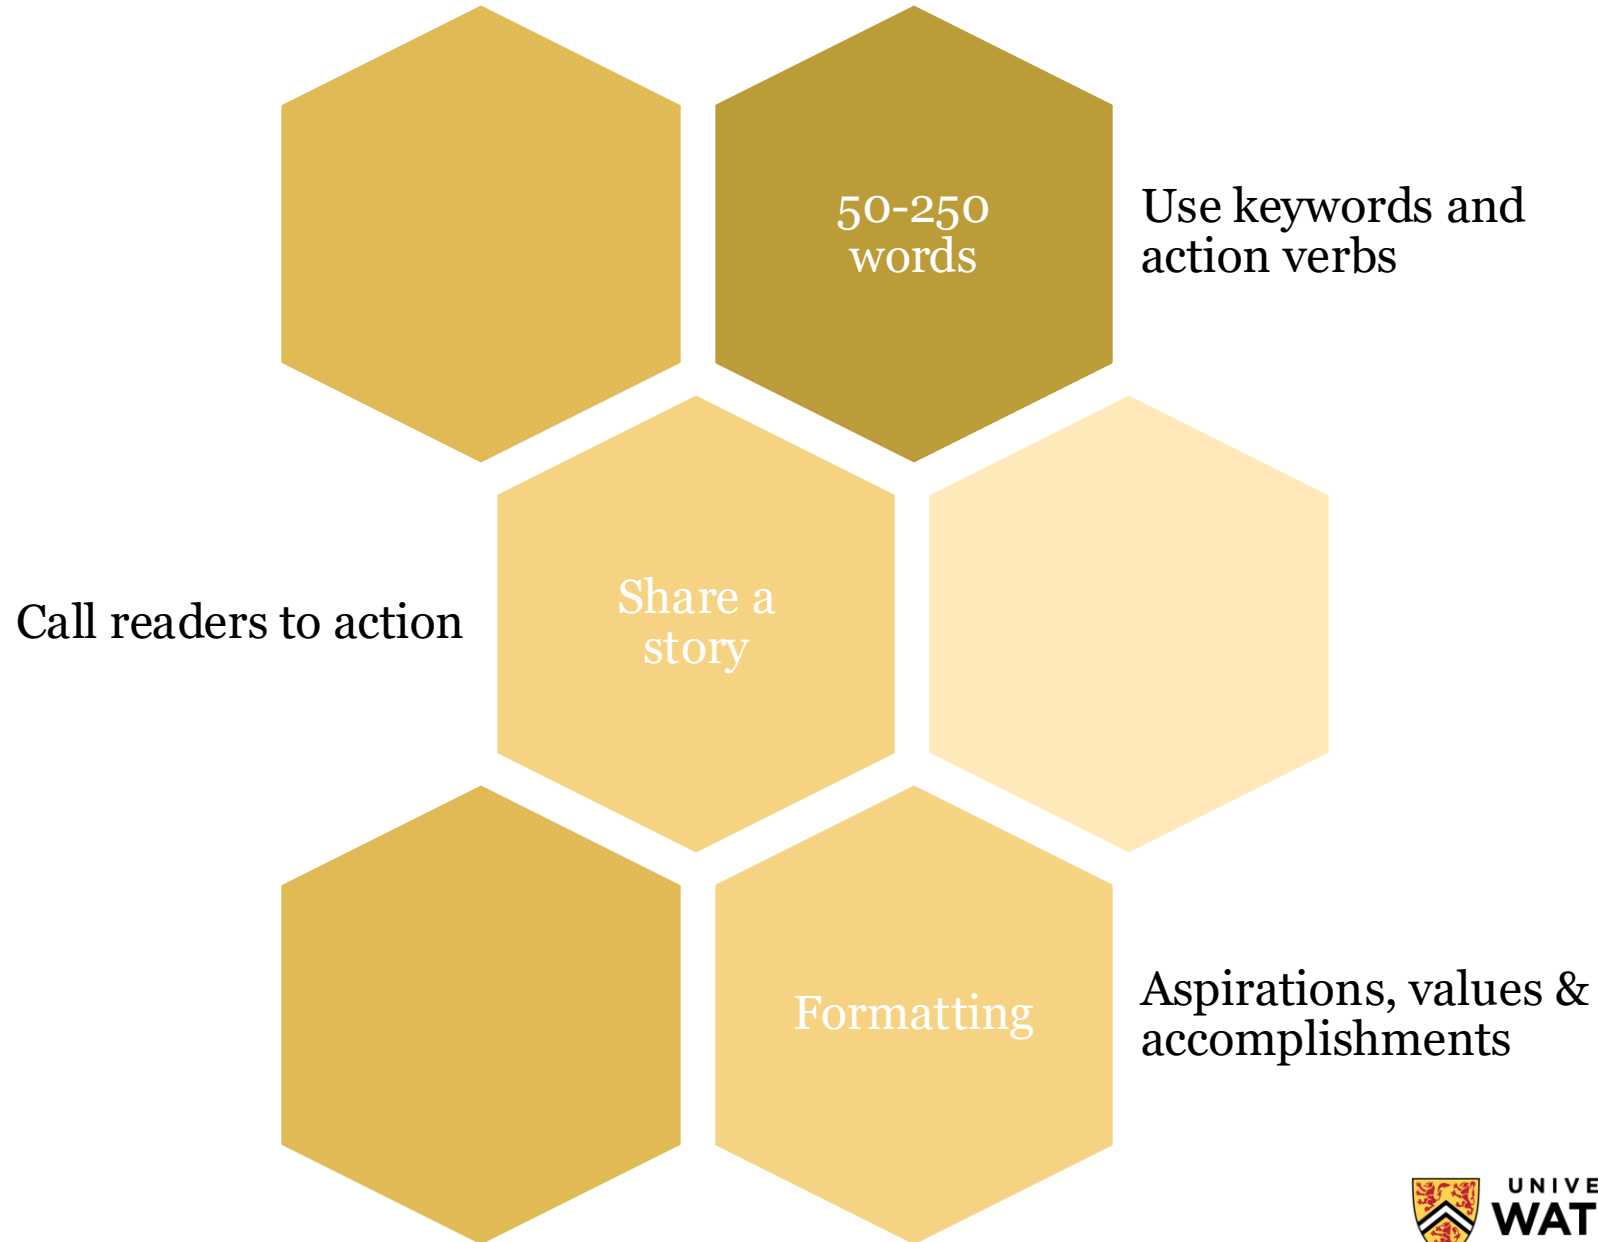 50-250
words
Use keywords and
action verbs
Call readers to action
Share a
story
Formatting
Aspirations, values &
accomplishments
UNIVE
WAT